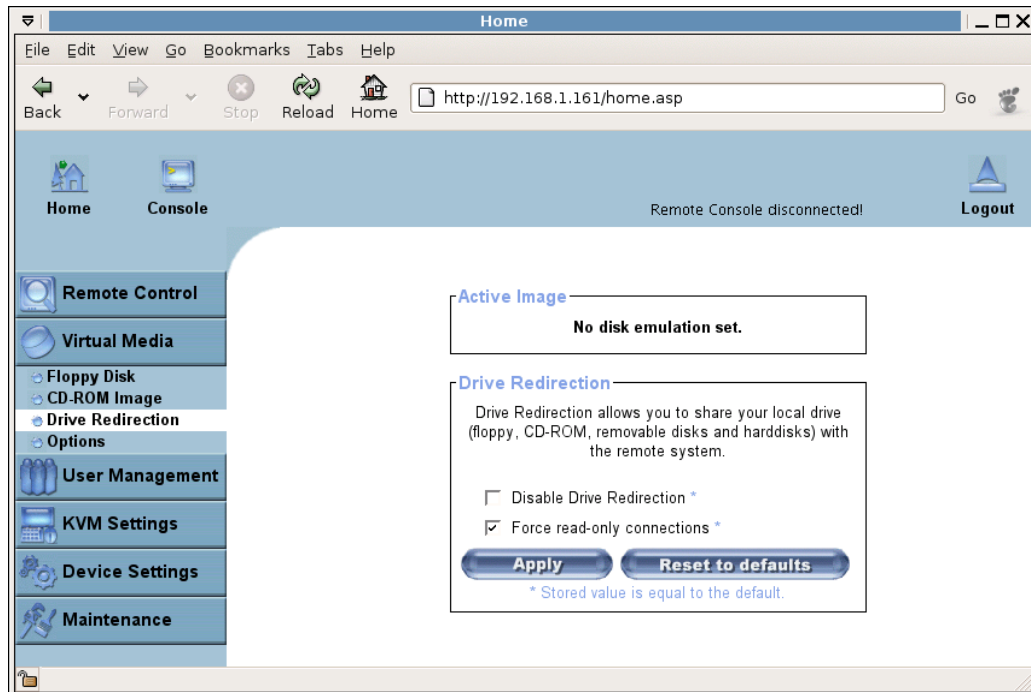 Home
File Edit View Go Bookmarks Tabs Help
Back Forward Stop Reload Home http://192.168.1.161/home.asp Go
Home Console Remote Console disconnected! Logout
Remote Control
Virtual Media
Floppy Disk
CD-ROM Image
Drive Redirection
Options
User Management
KVM Settings
Device Settings
Maintenance
Active Image
No disk emulation set.
Drive Redirection
Drive Redirection allows you to share your local drive
(floppy, CD-ROM, removable disks and harddisks) with
the remote system.
Disable Drive Redirection *
Force read-only connections *
Apply Reset to defaults
* Stored value is equal to the default.